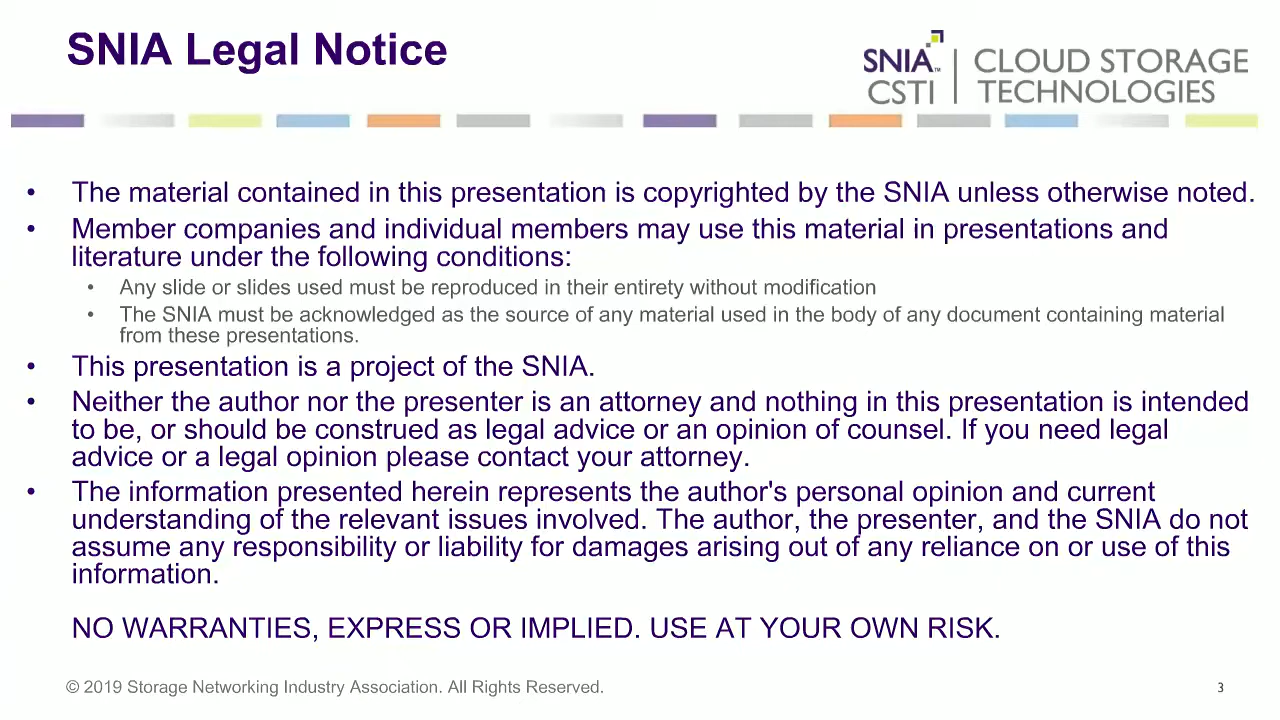 SNIA Legal Notice
SNIA™ CSTI | CLOUD STORAGE TECHNOLOGIES
• The material contained in this presentation is copyrighted by the SNIA unless otherwise noted.
• Member companies and individual members may use this material in presentations and
literature under the following conditions:
• Any slide or slides used must be reproduced in their entirety without modification
• The SNIA must be acknowledged as the source of any material used in the body of any document containing material
from these presentations.
• This presentation is a project of the SNIA.
• Neither the author nor the presenter is an attorney and nothing in this presentation is intended
to be, or should be construed as legal advice or an opinion of counsel. If you need legal
advice or a legal opinion please contact your attorney.
• The information presented herein represents the author's personal opinion and current
understanding of the relevant issues involved. The author, the presenter, and the SNIA do not
assume any responsibility or liability for damages arising out of any reliance on or use of this
information.
NO WARRANTIES, EXPRESS OR IMPLIED. USE AT YOUR OWN RISK.
© 2019 Storage Networking Industry Association. All Rights Reserved.
3